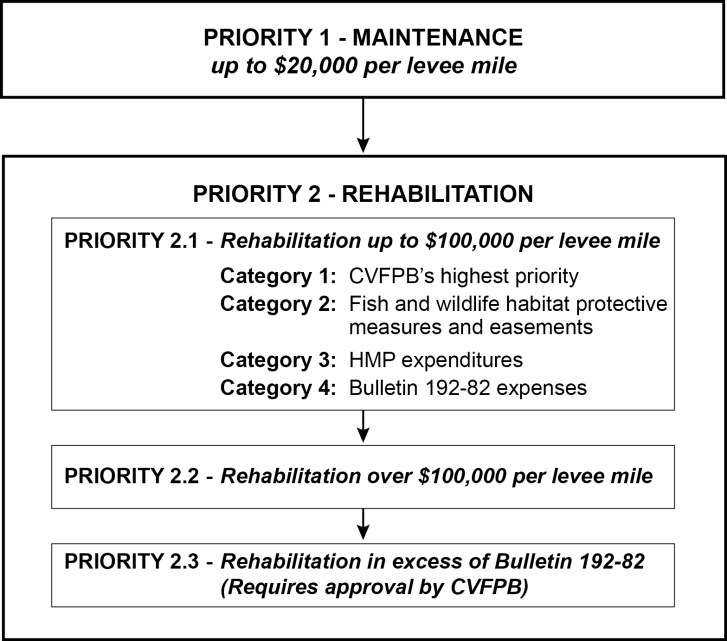 PRIORITY 1 - MAINTENANCE
up to $20,000 per levee mile
PRIORITY 2 - REHABILITATION
PRIORITY 2.1 - Rehabilitation up to $100,000 per levee mile
Category 1: CVFPB's highest priority
Category 2: Fish and wildlife habitat protective
measures and easements
Category 3: HMP expenditures
Category 4: Bulletin 192-82 expenses
PRIORITY 2.2 - Rehabilitation over $100,000 per levee mile
PRIORITY 2.3 - Rehabilitation in excess of Bulletin 192-82
(Requires approval by CVFPB)